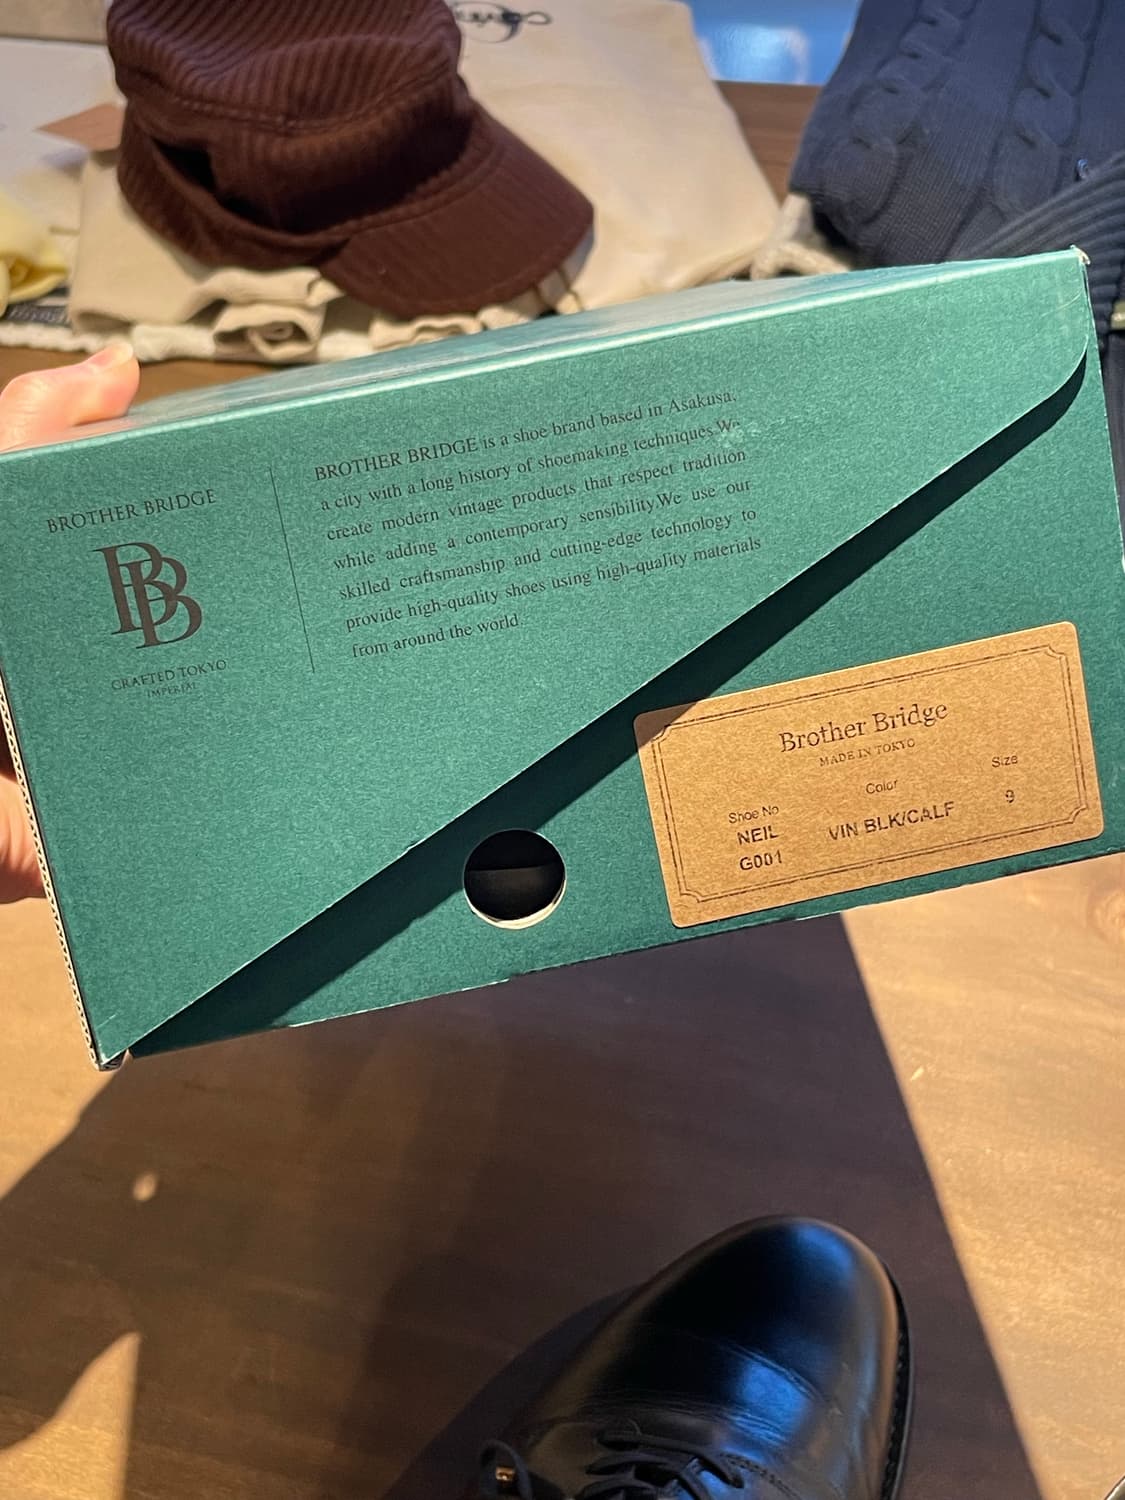 BROTHER BRIDGE
BB
CRAFTED TOKYO
IMPERIAL
BROTHER BRIDGE is a shoe brand based in Asakusa,
a city with a long history of shoemaking techniques.We
create modern vintage products that respect tradition
while adding a contemporary sensibility.We use our
skilled craftsmanship and cutting-edge technology to
provide high-quality shoes using high-quality materials
from around the world.
Brother Bridge
MADE IN TOKYO
Shoe No Color Size
NEIL VIN BLK/CALF 9
G001